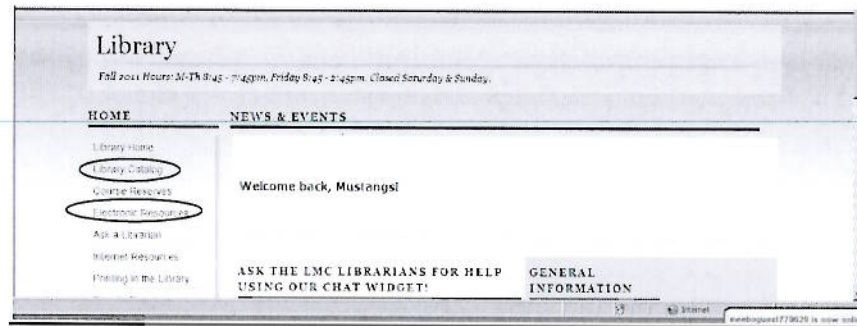 Library
Fall 2011 Hours: M-Th 8:45 - 7:45pm, Friday 8:45 - 2:45pm. Closed Saturday & Sunday.
HOME
NEWS & EVENTS
Library Home
Library Catalog
Course Reserves
Electronic Resources
Ask a Librarian
Internet Resources
Printing in the Library
Welcome back, Mustangs!
ASK THE LMC LIBRARIANS FOR HELP
USING OUR CHAT WIDGET!
GENERAL
INFORMATION
Internet
is now